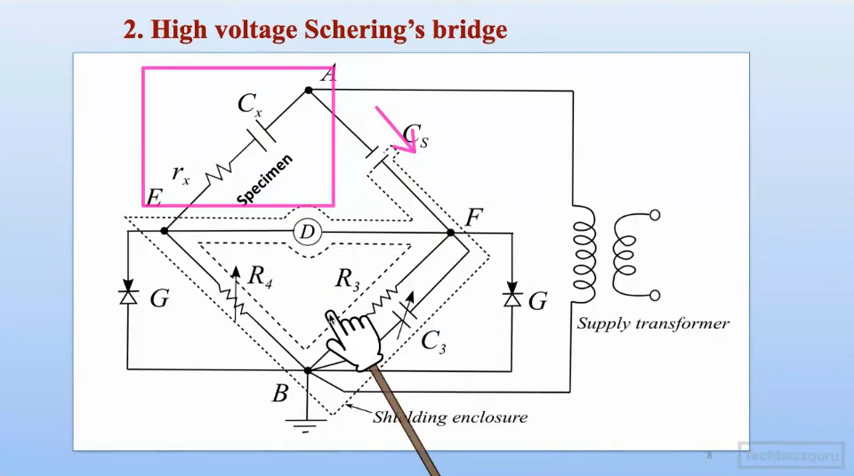 2. High voltage Schering's bridge
A
Cx
Cs
rx
Specimen
E
F
D
R4
R3
G
G
C3
Supply transformer
B
Shielding enclosure